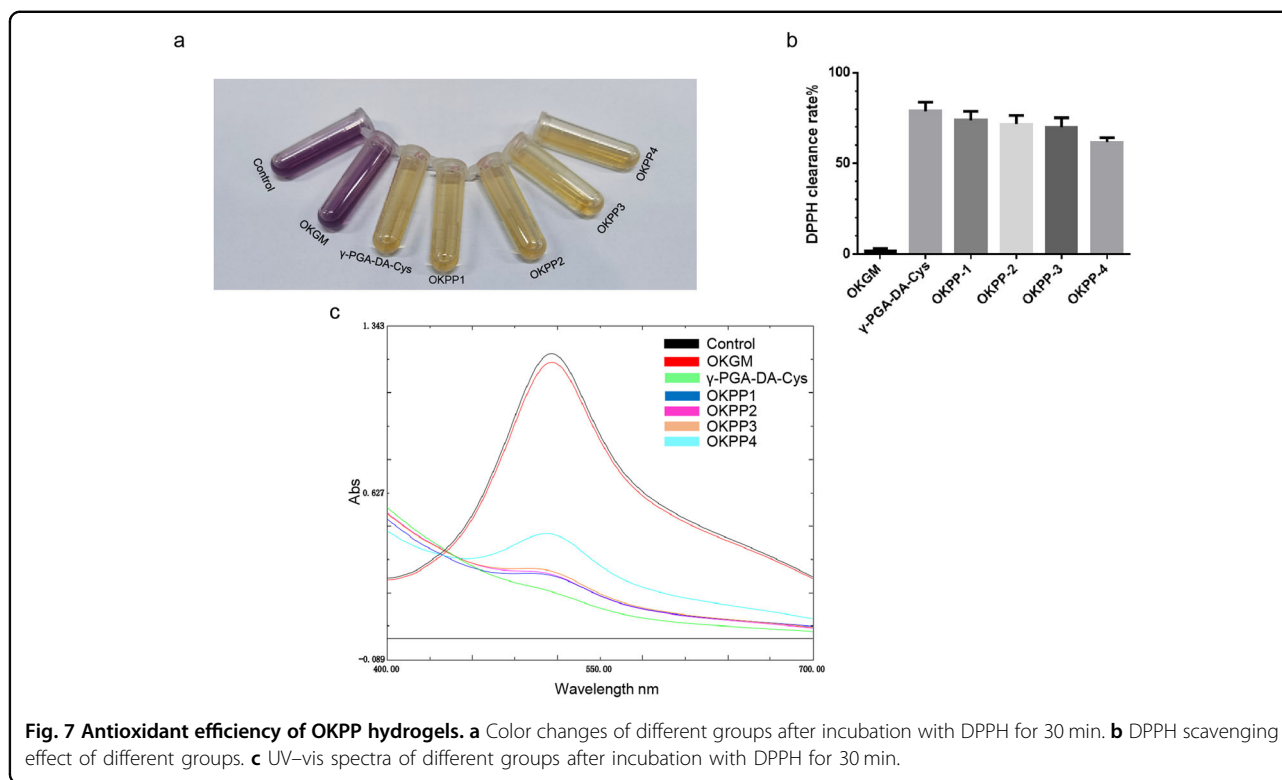 a
Control
OKGM
γ-PGA-DA-Cys
OKPP1
OKPP2
OKPP3
OKPP4
b
DPPH clearance rate%
100
50
0
OKGM
γ-PGA-DA-Cys
OKPP-1
OKPP-2
OKPP-3
OKPP-4
c
1.343
0.627
-0.089
Abs
Control
OKGM
γ-PGA-DA-Cys
OKPP1
OKPP2
OKPP3
OKPP4
400.00
550.00
700.00
Wavelength nm
Fig. 7 Antioxidant efficiency of OKPP hydrogels. a Color changes of different groups after incubation with DPPH for 30 min. b DPPH scavenging
effect of different groups. c UV–vis spectra of different groups after incubation with DPPH for 30 min.